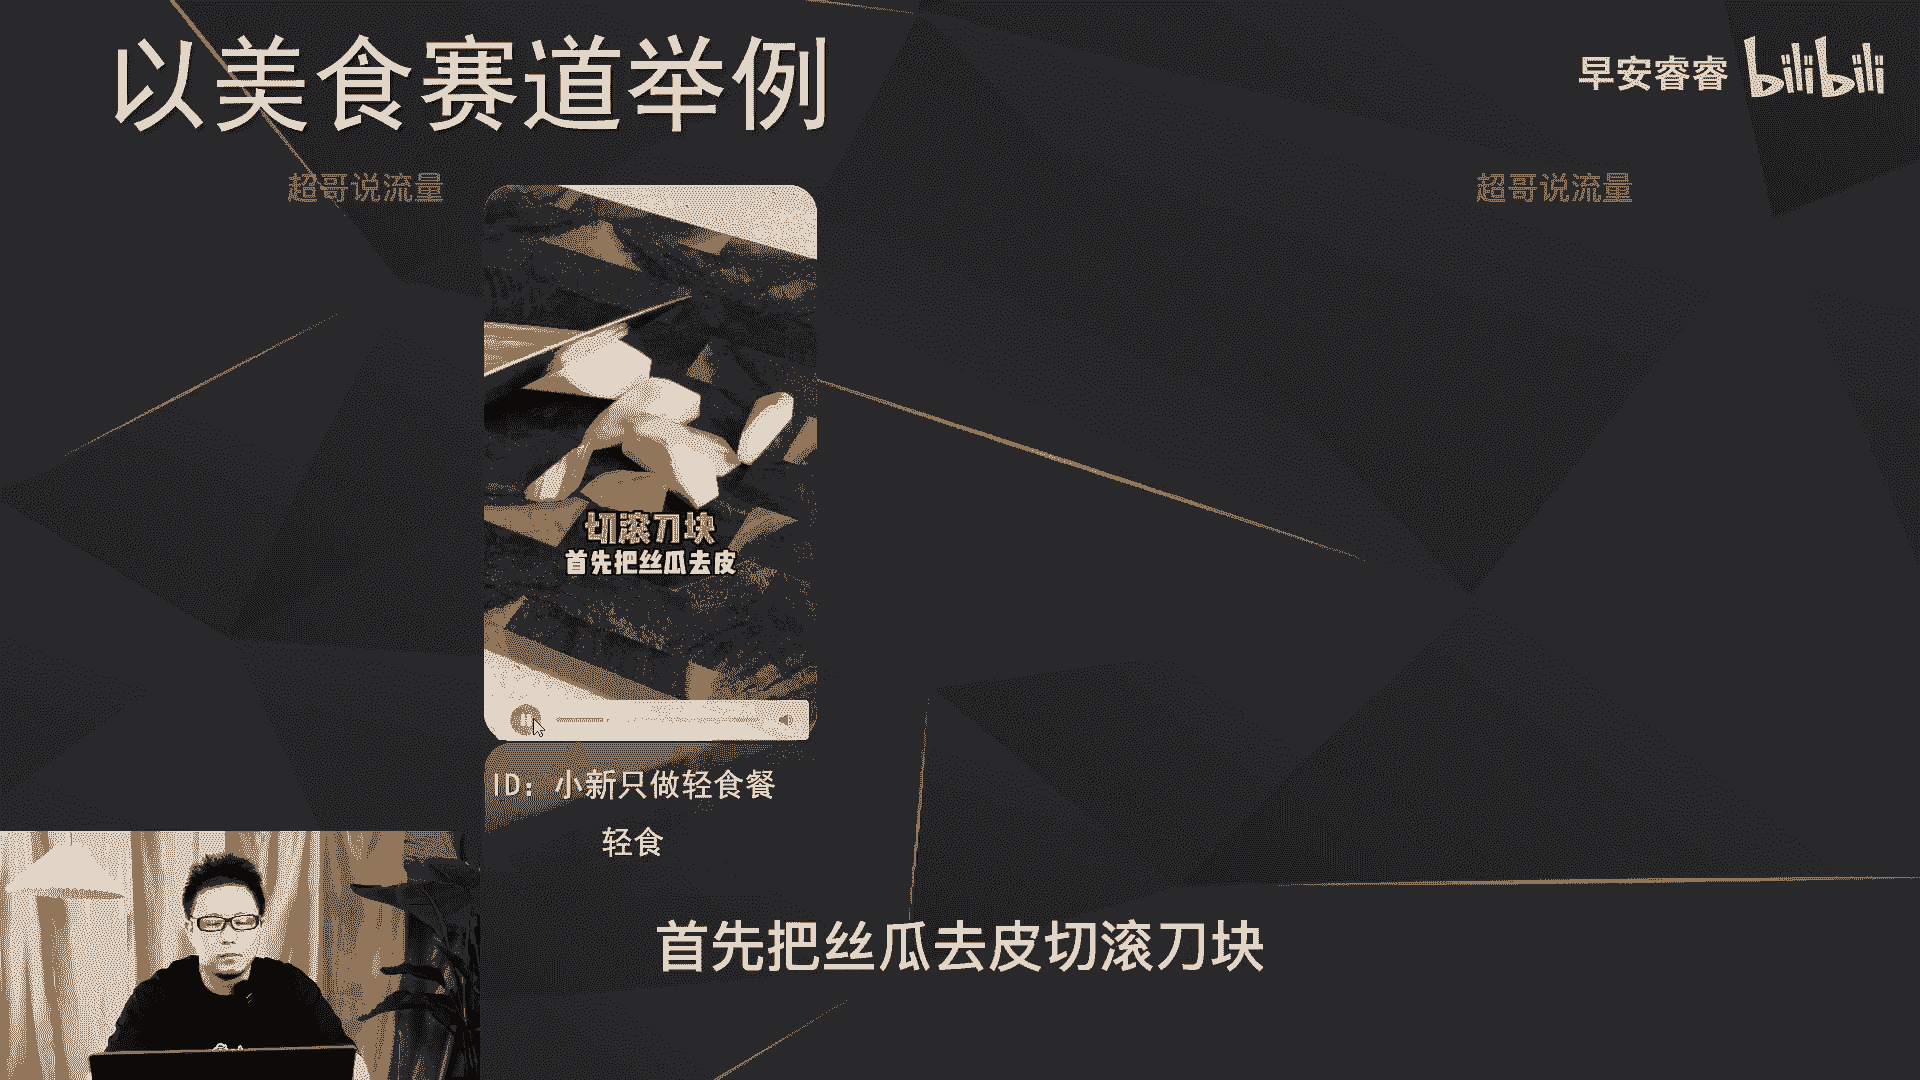 以美食赛道举例
早安睿睿 bilibili
超哥说流量
超哥说流量
切滚刀块
首先把丝瓜去皮
ID：小新只做轻食餐
轻食
首先把丝瓜去皮切滚刀块